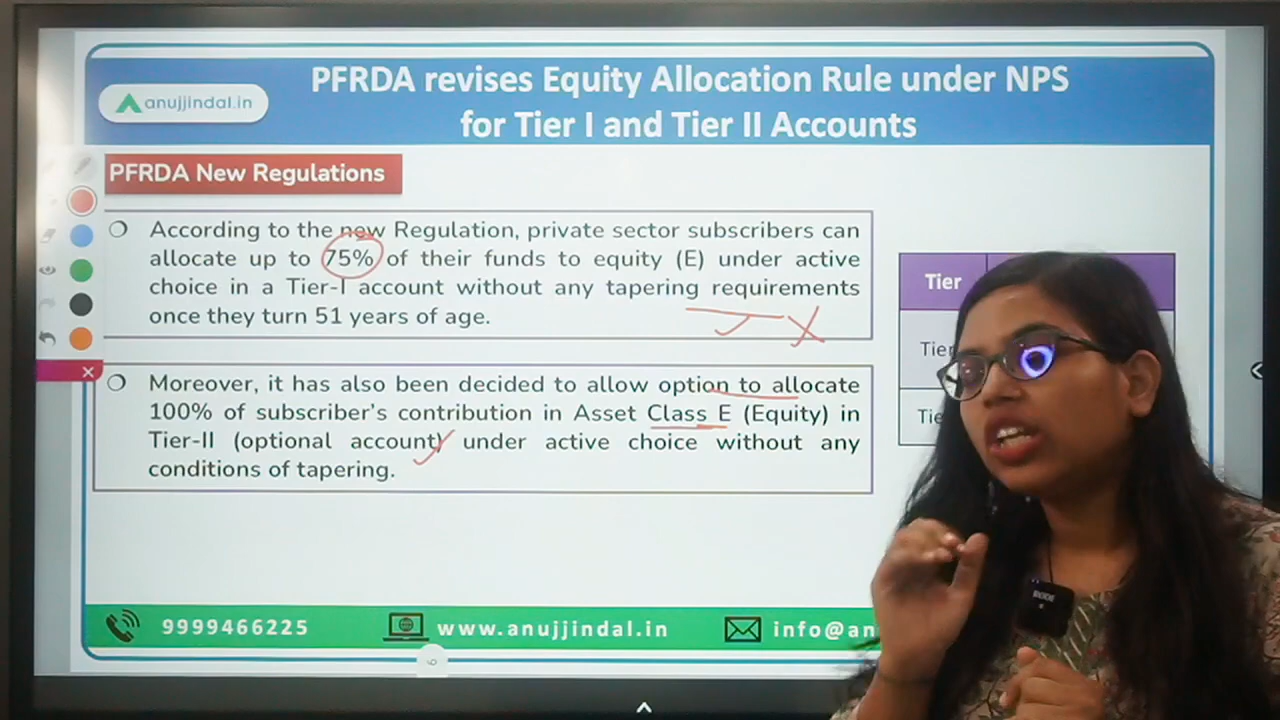 PFRDA revises Equity Allocation Rule under NPS
for Tier I and Tier II Accounts
anujjindal.in
PFRDA New Regulations
According to the new Regulation, private sector subscribers can
allocate up to 75% of their funds to equity (E) under active
choice in a Tier-I account without any tapering requirements
once they turn 51 years of age.
Moreover, it has also been decided to allow option to allocate
100% of subscriber's contribution in Asset Class E (Equity) in
Tier-II (optional account) under active choice without any
conditions of tapering.
Tier
9999466225
www.anujjindal.in